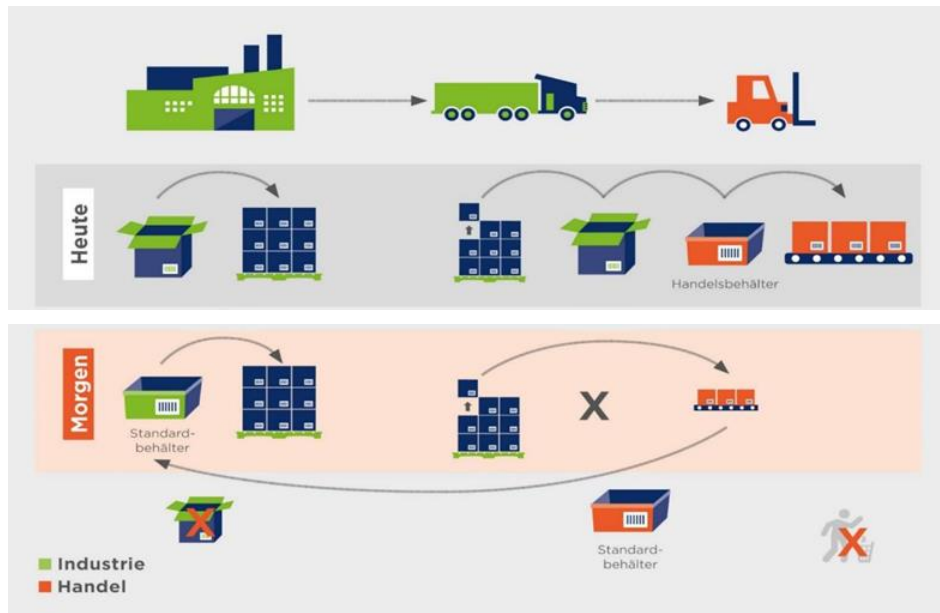 Heute
Handelsbehälter
Morgen
Standard-
behälter
X
X
Standard-
behälter
X
Industrie
Handel